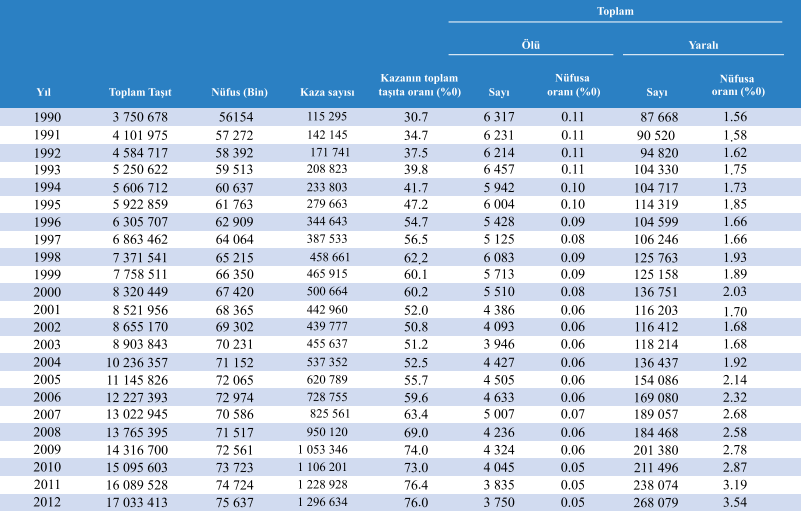 Toplam
Ölü Yaralı
Kazanın toplam Nüfusa Nüfusa
Yıl Toplam Taşıt Nüfus (Bin) Kaza sayısı taşıta oranı (%0) Sayı oranı (%0) Sayı oranı (%0)
1990 3 750 678 56154 115 295 30.7 6 317 0.11 87 668 1.56
1991 4 101 975 57 272 142 145 34.7 6 231 0.11 90 520 1.58
1992 4 584 717 58 392 171 741 37.5 6 214 0.11 94 820 1.62
1993 5 250 622 59 513 208 823 39.8 6 457 0.11 104 330 1.75
1994 5 606 712 60 637 233 803 41.7 5 942 0.10 104 717 1.73
1995 5 922 859 61 763 279 663 47.2 6 004 0.10 114 319 1.85
1996 6 305 707 62 909 344 643 54.7 5 428 0.09 104 599 1.66
1997 6 863 462 64 064 387 533 56.5 5 125 0.08 106 246 1.66
1998 7 371 541 65 215 458 661 62,2 6 083 0.09 125 763 1.93
1999 7 758 511 66 350 465 915 60.1 5 713 0.09 125 158 1.89
2000 8 320 449 67 420 500 664 60.2 5 510 0.08 136 751 2.03
2001 8 521 956 68 365 442 960 52.0 4 386 0.06 116 203 1.70
2002 8 655 170 69 302 439 777 50.8 4 093 0.06 116 412 1.68
2003 8 903 843 70 231 455 637 51.2 3 946 0.06 118 214 1.68
2004 10 236 357 71 152 537 352 52.5 4 427 0.06 136 437 1.92
2005 11 145 826 72 065 620 789 55.7 4 505 0.06 154 086 2.14
2006 12 227 393 72 974 728 755 59.6 4 633 0.06 169 080 2.32
2007 13 022 945 70 586 825 561 63.4 5 007 0.07 189 057 2.68
2008 13 765 395 71 517 950 120 69.0 4 236 0.06 184 468 2.58
2009 14 316 700 72 561 1 053 346 74.0 4 324 0.06 201 380 2.78
2010 15 095 603 73 723 1 106 201 73.0 4 045 0.05 211 496 2.87
2011 16 089 528 74 724 1 228 928 76.4 3 835 0.05 238 074 3.19
2012 17 033 413 75 637 1 296 634 76.0 3 750 0.05 268 079 3.54